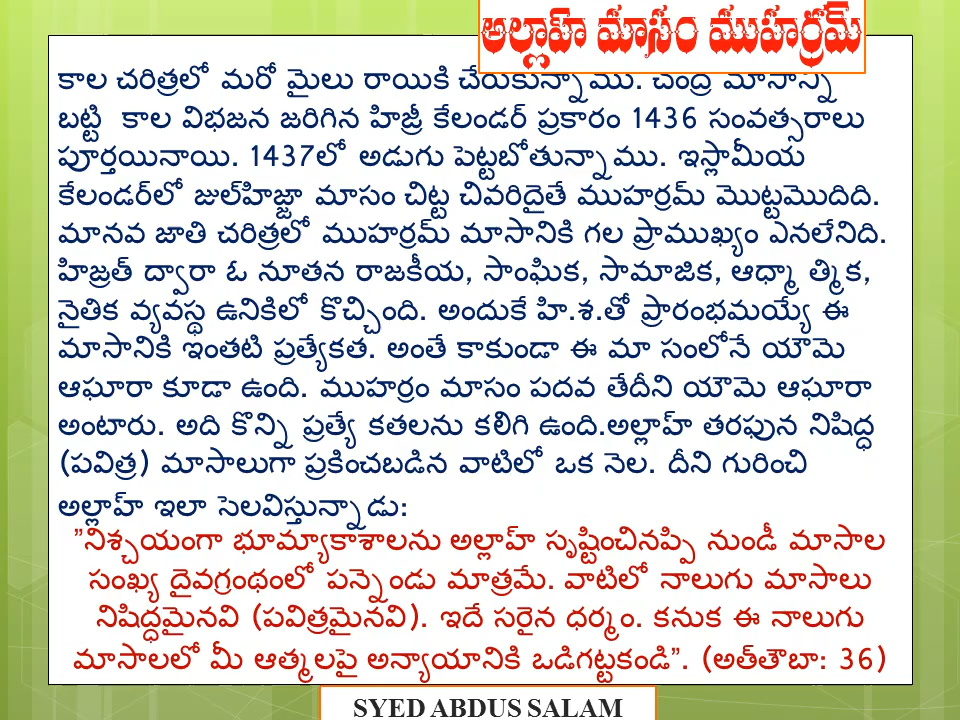 అల్లాహ్ మాసం ముహర్రమ్
కాల చరిత్రలో మరో మైలు రాయికి చేరుకున్నాము. చంద్ర మాసాన్ని
బట్టి కాల విభజన జరిగిన హిజ్రీ కేలండర్ ప్రకారం 1436 సంవత్సరాలు
పూర్తయినాయి. 1437లో అడుగు పెట్టబోతున్నాము. ఇస్లామీయ
కేలండర్‌లో జుల్‌హిజ్జా మాసం చిట్ట చివరిదైతే ముహర్రమ్ మొట్టమొదిది.
మానవ జాతి చరిత్రలో ముహర్రమ్ మాసానికి గల ప్రాముఖ్యం ఎనలేనిది.
హిజ్రత్ ద్వారా ఓ నూతన రాజకీయ, సాంఘిక, సామాజిక, ఆధ్మా త్మిక,
నైతిక వ్యవస్థ ఉనికిలో కొచ్చింది. అందుకే హి.శ.తో ప్రారంభమయ్యే ఈ
మాసానికి ఇంతటి ప్రత్యేకత. అంతే కాకుండా ఈ మా సంలోనే యౌమె
ఆషూరా కూడా ఉంది. ముహర్రం మాసం పదవ తేదీని యౌమె ఆషూరా
అంటారు. అది కొన్ని ప్రత్యే కతలను కలిగి ఉంది.అల్లాహ్ తరఫున నిషిద్ధ
(పవిత్ర) మాసాలుగా ప్రకించబడిన వాటిలో ఒక నెల. దీని గురించి
అల్లాహ్ ఇలా సెలవిస్తున్నాడు:
”నిశ్చయంగా భూమ్యాకాశాలను అల్లాహ్ సృష్టించినప్పి నుండీ మాసాల
సంఖ్య దైవగ్రంథంలో పన్నెండు మాత్రమే. వాటిలో నాలుగు మాసాలు
నిషిద్ధమైనవి (పవిత్రమైనవి). ఇదే సరైన ధర్మం. కనుక ఈ నాలుగు
మాసాలలో మీ ఆత్మలపై అన్యాయానికి ఒడిగట్టకండి”. (అత్‌తౌబా: 36)
SYED ABDUS SALAM